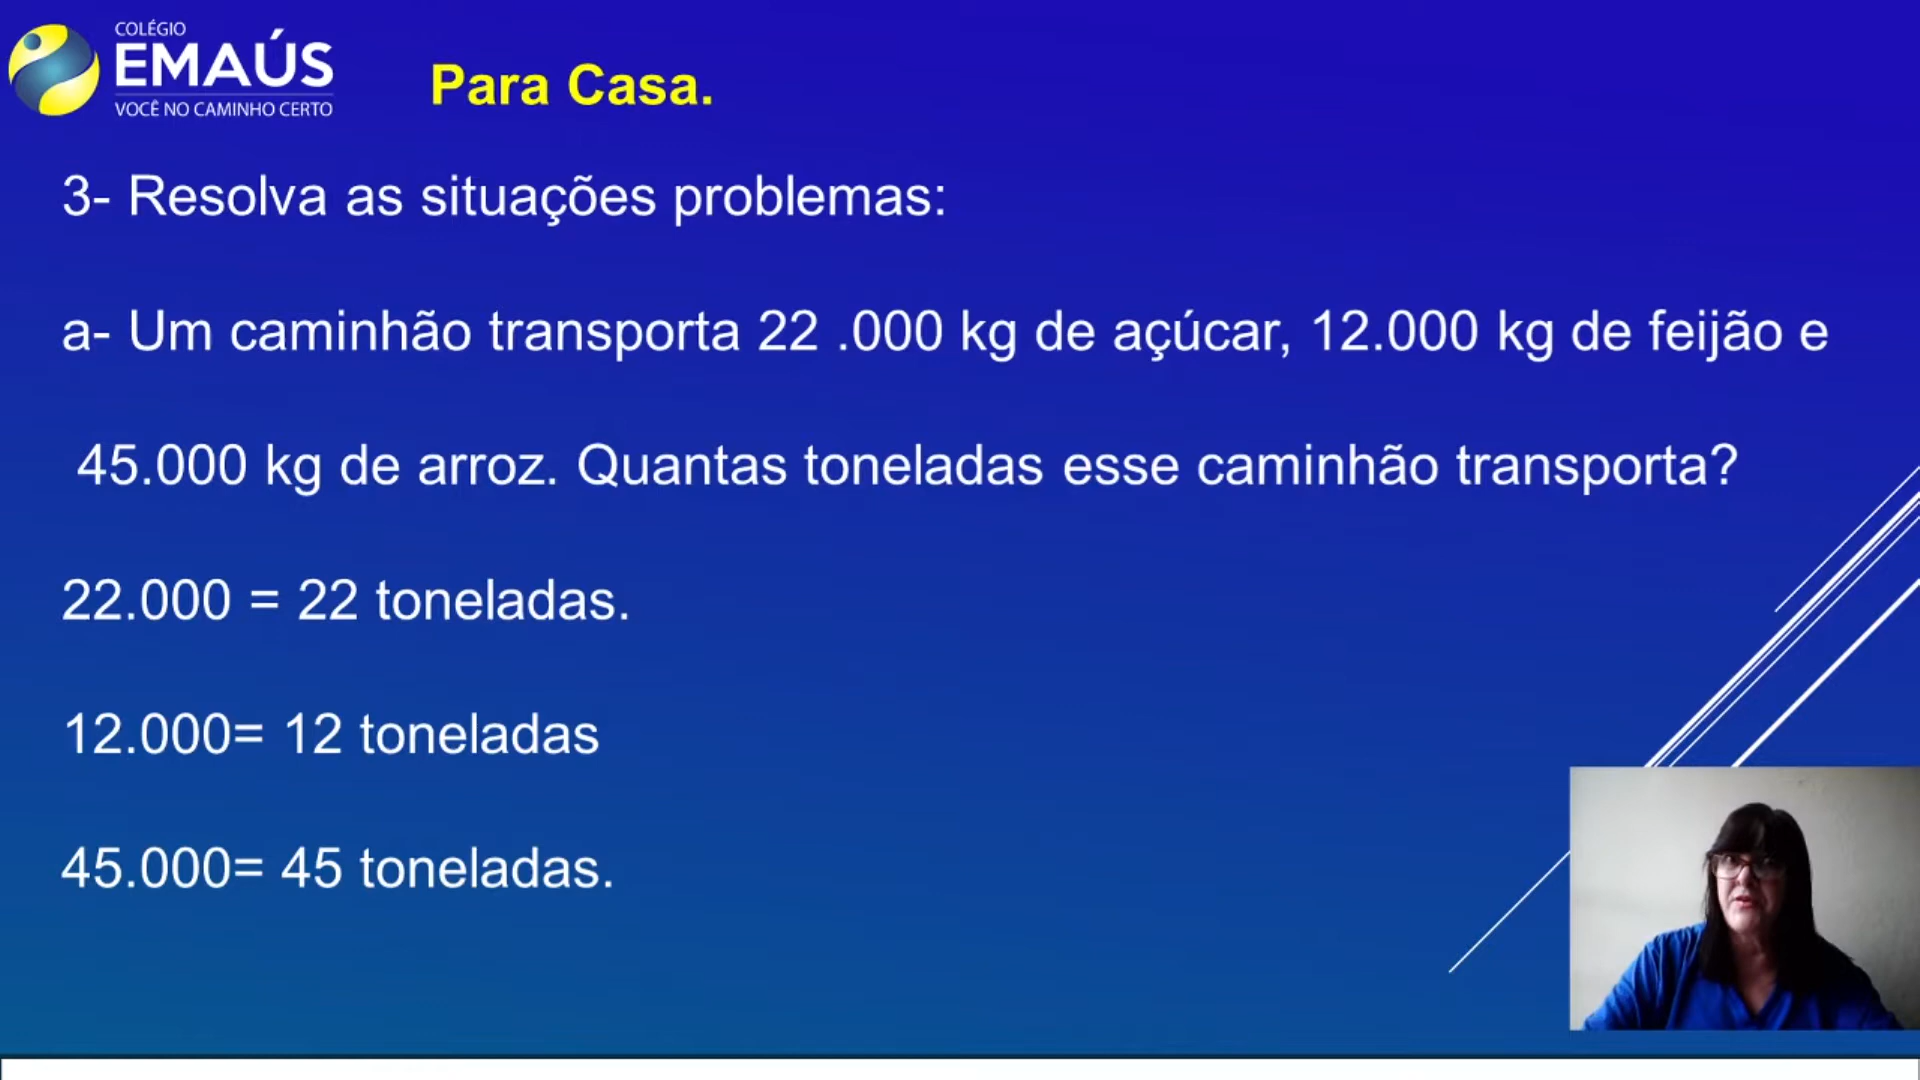 COLÉGIO
EMAÚS
VOCÊ NO CAMINHO CERTO
Para Casa.
3- Resolva as situações problemas:
a- Um caminhão transporta 22 .000 kg de açúcar, 12.000 kg de feijão e
45.000 kg de arroz. Quantas toneladas esse caminhão transporta?
22.000 = 22 toneladas.
12.000= 12 toneladas
45.000= 45 toneladas.